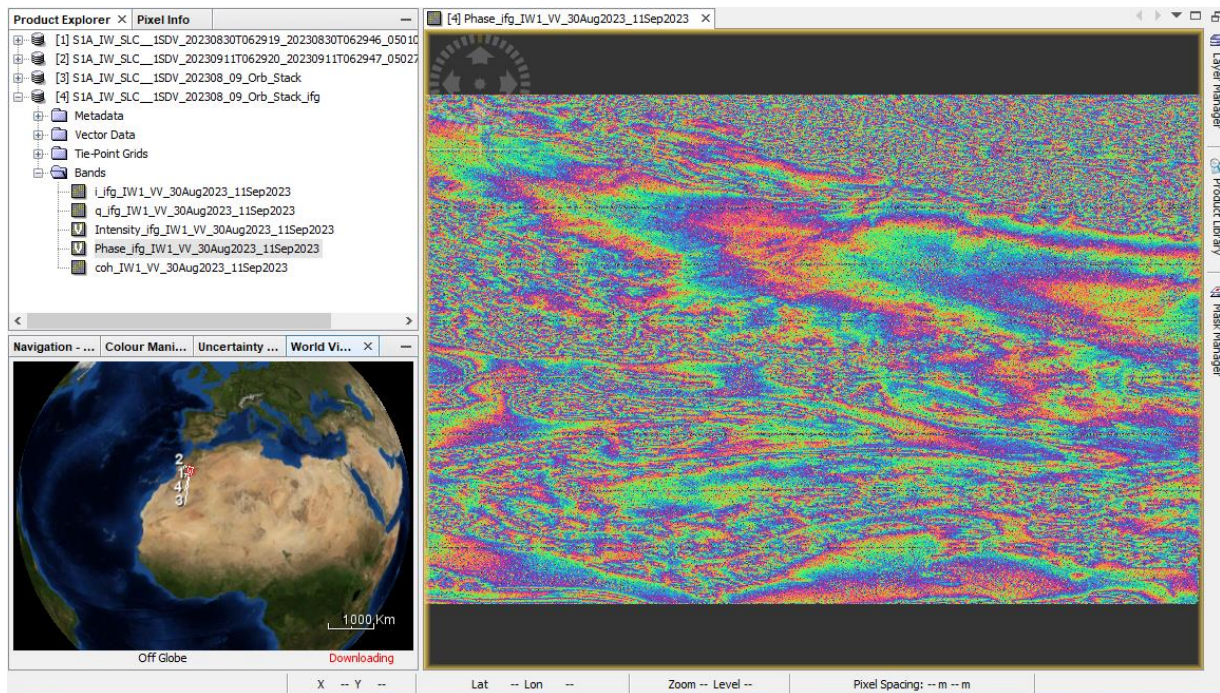 Product Explorer × Pixel Info
[1] S1A_IW_SLC__1SDV_20230830T062919_20230830T062946_05010
[2] S1A_IW_SLC__1SDV_20230911T062920_20230911T062947_05027
[3] S1A_IW_SLC__1SDV_202308_09_Orb_Stack
[4] S1A_IW_SLC__1SDV_202308_09_Orb_Stack_ifg
Metadata
Vector Data
Tie-Point Grids
Bands
i_ifg_IW1_VV_30Aug2023_11Sep2023
q_ifg_IW1_VV_30Aug2023_11Sep2023
Intensity_ifg_IW1_VV_30Aug2023_11Sep2023
Phase_ifg_IW1_VV_30Aug2023_11Sep2023
coh_IW1_VV_30Aug2023_11Sep2023
Navigation - ... Colour Mani... Uncertainty ... World Vi... ×
2
1
4
3
1000 Km
Off Globe Downloading
[4] Phase_ifg_IW1_VV_30Aug2023_11Sep2023 ×
Layer Manager
Product Library
Mask Manager
X -- Y -- Lat -- Lon -- Zoom -- Level -- Pixel Spacing: -- m -- m